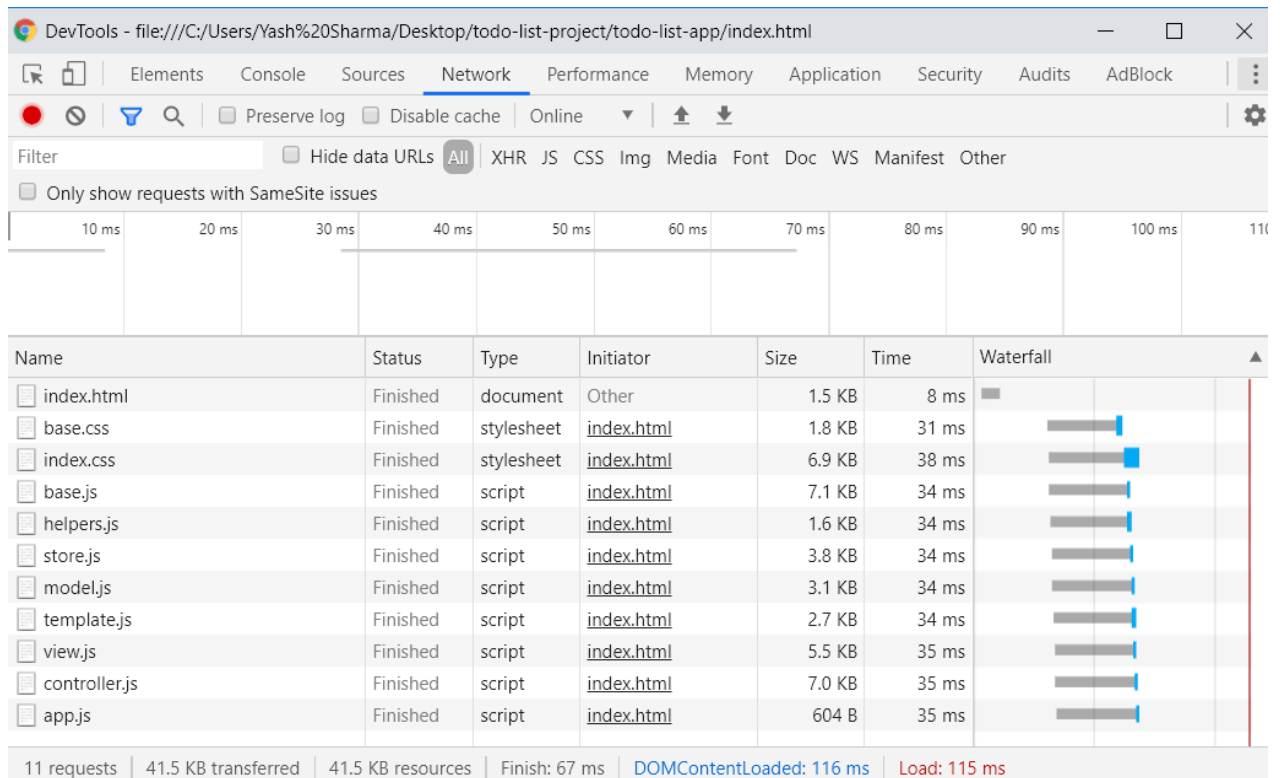 DevTools - file:///C:/Users/Yash%20Sharma/Desktop/todo-list-project/todo-list-app/index.html
Elements Console Sources Network Performance Memory Application Security Audits AdBlock
Preserve log Disable cache Online
Filter Hide data URLs All XHR JS CSS Img Media Font Doc WS Manifest Other
Only show requests with SameSite issues
10 ms 20 ms 30 ms 40 ms 50 ms 60 ms 70 ms 80 ms 90 ms 100 ms
Name Status Type Initiator Size Time Waterfall
index.html Finished document Other 1.5 KB 8 ms
base.css Finished stylesheet index.html 1.8 KB 31 ms
index.css Finished stylesheet index.html 6.9 KB 38 ms
base.js Finished script index.html 7.1 KB 34 ms
helpers.js Finished script index.html 1.6 KB 34 ms
store.js Finished script index.html 3.8 KB 34 ms
model.js Finished script index.html 3.1 KB 34 ms
template.js Finished script index.html 2.7 KB 34 ms
view.js Finished script index.html 5.5 KB 35 ms
controller.js Finished script index.html 7.0 KB 35 ms
app.js Finished script index.html 604 B 35 ms
11 requests 41.5 KB transferred 41.5 KB resources Finish: 67 ms DOMContentLoaded: 116 ms Load: 115 ms